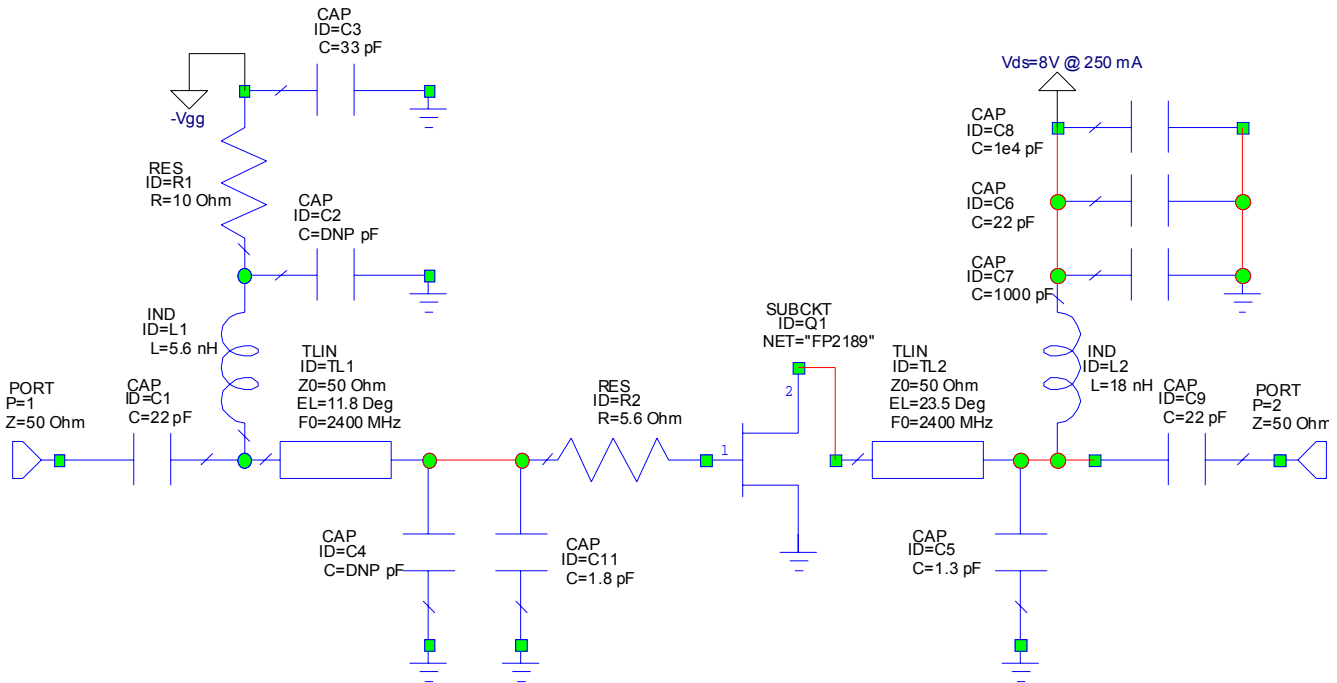 CAP
ID=C3
C=33 pF
-Vgg
RES
ID=R1
R=10 Ohm
CAP
ID=C2
C=DNP pF
IND
ID=L1
L=5.6 nH
PORT
P=1
Z=50 Ohm
CAP
ID=C1
C=22 pF
TLIN
ID=TL1
Z0=50 Ohm
EL=11.8 Deg
F0=2400 MHz
CAP
ID=C4
C=DNP pF
CAP
ID=C11
C=1.8 pF
RES
ID=R2
R=5.6 Ohm
SUBCKT
ID=Q1
NET="FP2189"
1
2
TLIN
ID=TL2
Z0=50 Ohm
EL=23.5 Deg
F0=2400 MHz
CAP
ID=C5
C=1.3 pF
Vds=8V @ 250 mA
CAP
ID=C8
C=1e4 pF
CAP
ID=C6
C=22 pF
CAP
ID=C7
C=1000 pF
IND
ID=L2
L=18 nH
CAP
ID=C9
C=22 pF
PORT
P=2
Z=50 Ohm